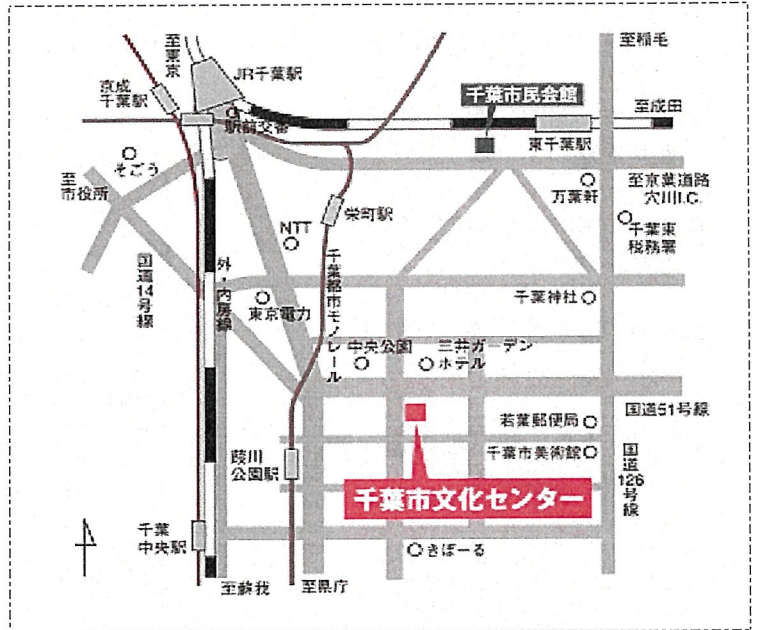 至稲毛
至東京
JR千葉駅
京成
千葉駅
千葉市民会館
至成田
駅前交番
東千葉駅
そごう
至
市役所
万葉軒
至京葉道路
穴川I.C.
栄町駅
千葉東
税務署
NTT
国道14号線
外・内房線
千葉都市モノレール
千葉神社
東京電力
中央公園
三井ガーデン
ホテル
国道51号線
若葉郵便局
葭川
公園駅
千葉市美術館
国道126号線
千葉市文化センター
千葉
中央駅
きぼーる
至蘇我
至県庁